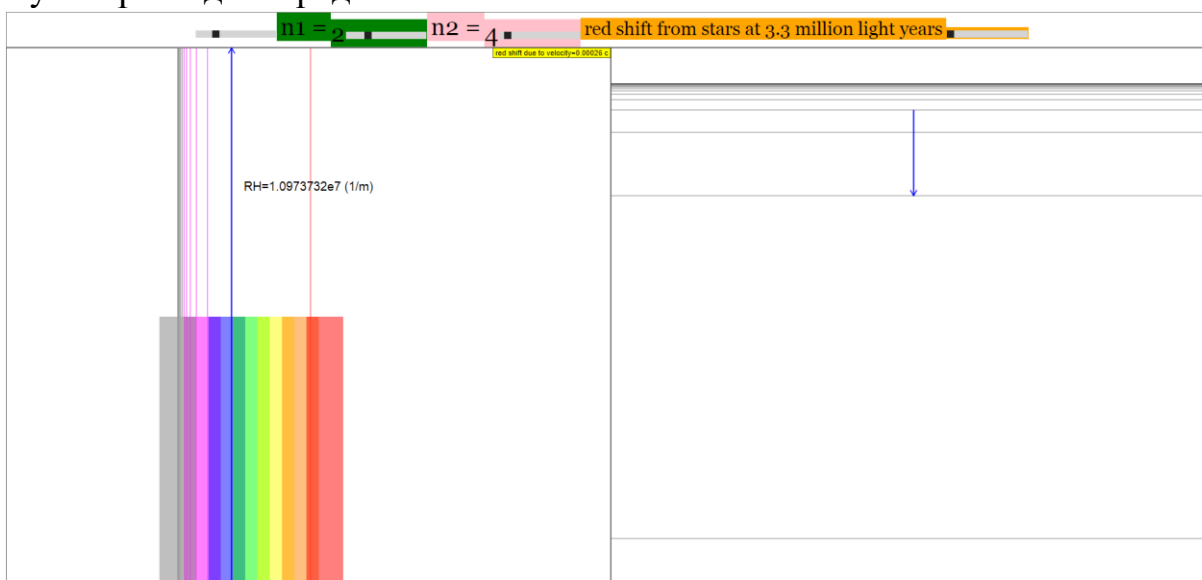 n1 =
2
n2 =
4
red shift from stars at 3.3 million light years
red shift due to velocity=0.00026 c
RH=1.0973732e7 (1/m)